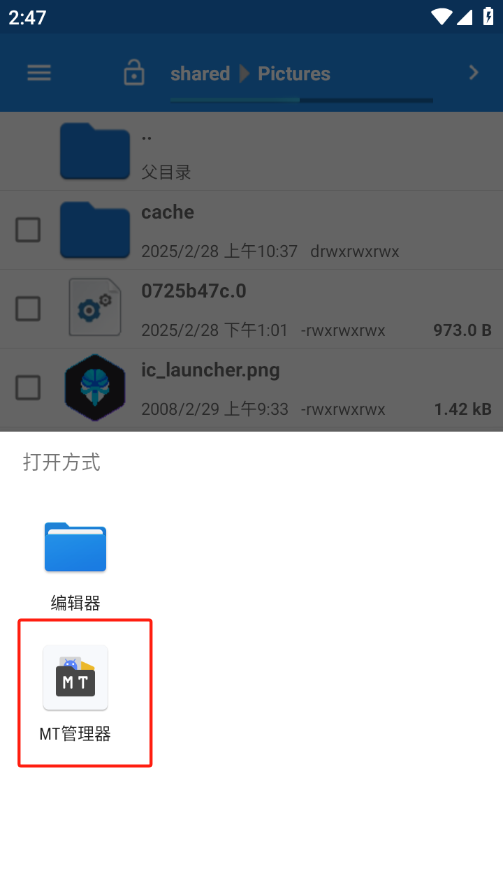 2:47
shared Pictures
..
父目录
cache
2025/2/28 上午10:37 drwxrwxrwx
0725b47c.0
2025/2/28 下午1:01 -rwxrwxrwx 973.0 B
ic_launcher.png
2008/2/29 上午9:33 -rwxrwxrwx 1.42 kB
打开方式
编辑器
MT
MT管理器